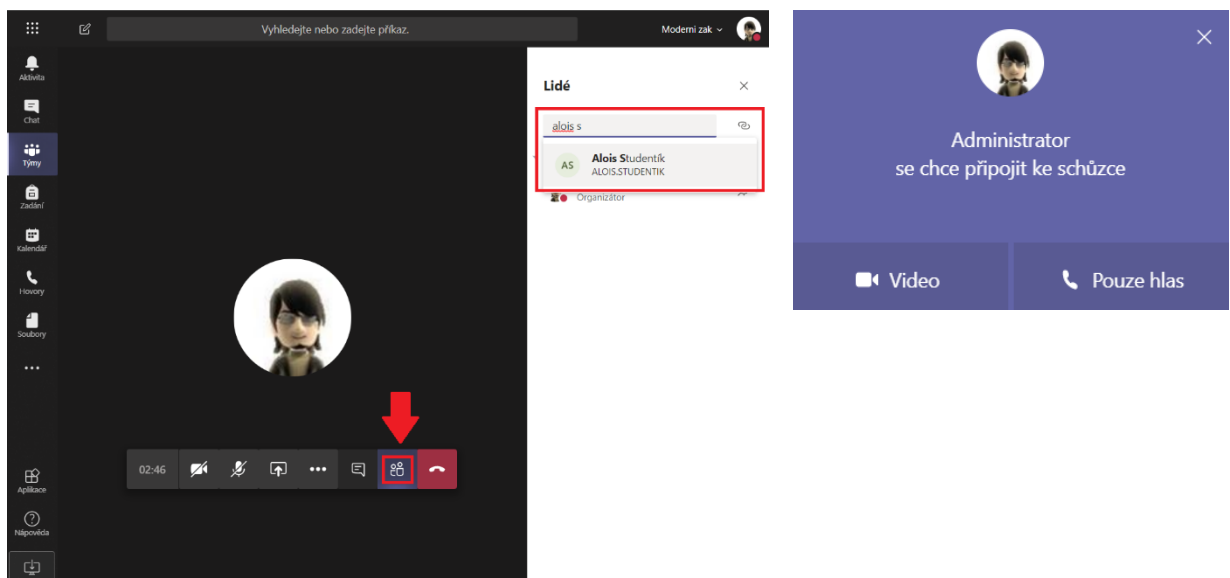 Vyhledejte nebo zadejte příkaz.
Moderni zak
Aktivita
Chat
Týmy
Zadání
Kalendář
Hovory
Soubory
Aplikace
Nápověda
02:46
Lidé
alois s
AS
Alois Studentík
ALOIS.STUDENTIK
Organizátor
Administrator
se chce připojit ke schůzce
Video
Pouze hlas